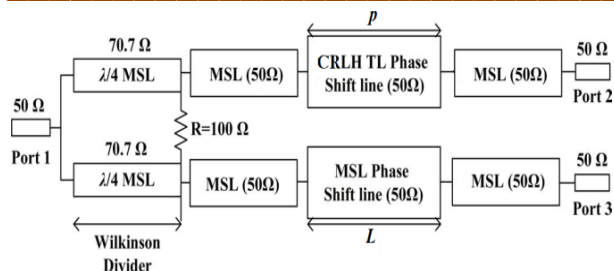 p
70.7 Ω
λ/4 MSL
MSL (50Ω)
CRLH TL Phase
Shift line (50Ω)
MSL (50Ω)
50 Ω
Port 2
50 Ω
Port 1
R=100 Ω
70.7 Ω
λ/4 MSL
MSL (50Ω)
MSL Phase
Shift line (50Ω)
MSL (50Ω)
50 Ω
Port 3
L
Wilkinson
Divider